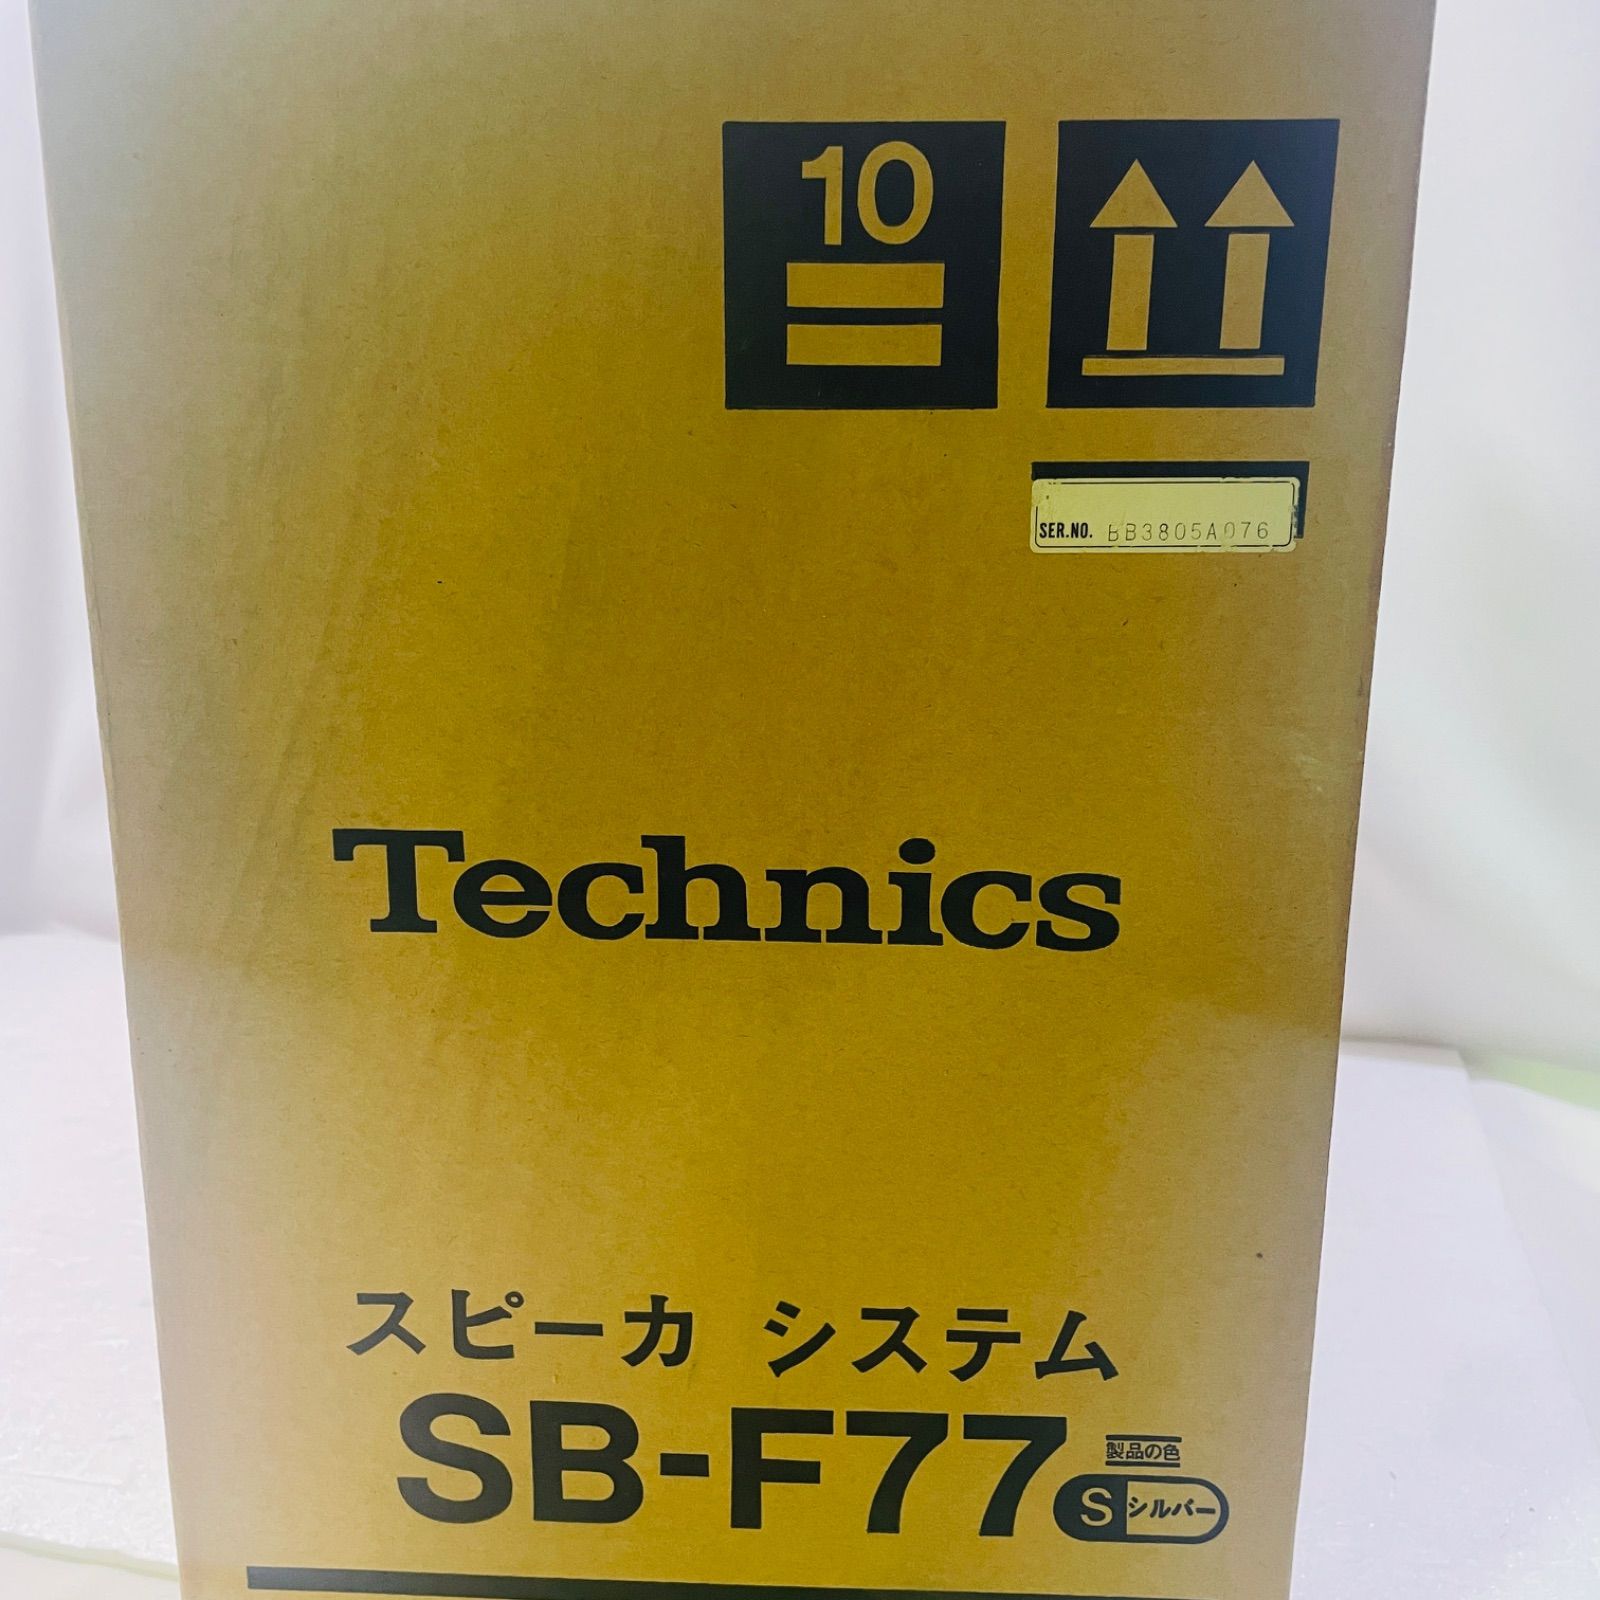 10
SER.NO. BB3805A076
Technics
スピーカ システム
SB-F77
製品の色
S シルバー